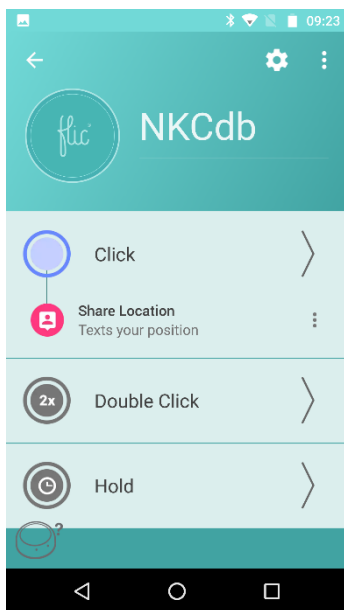 09:23
flic
NKCdb
Click
Share Location
Texts your position
2x
Double Click
Hold
?